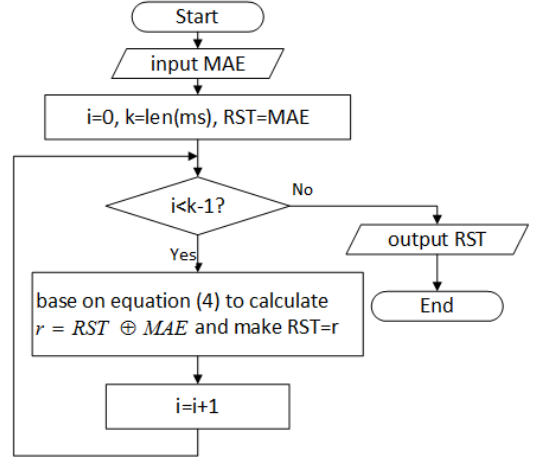 Start
input MAE
i=0, k=len(ms), RST=MAE
i<k-1?
No
Yes
output RST
End
base on equation (4) to calculate
r = RST ⊕ MAE and make RST=r
i=i+1